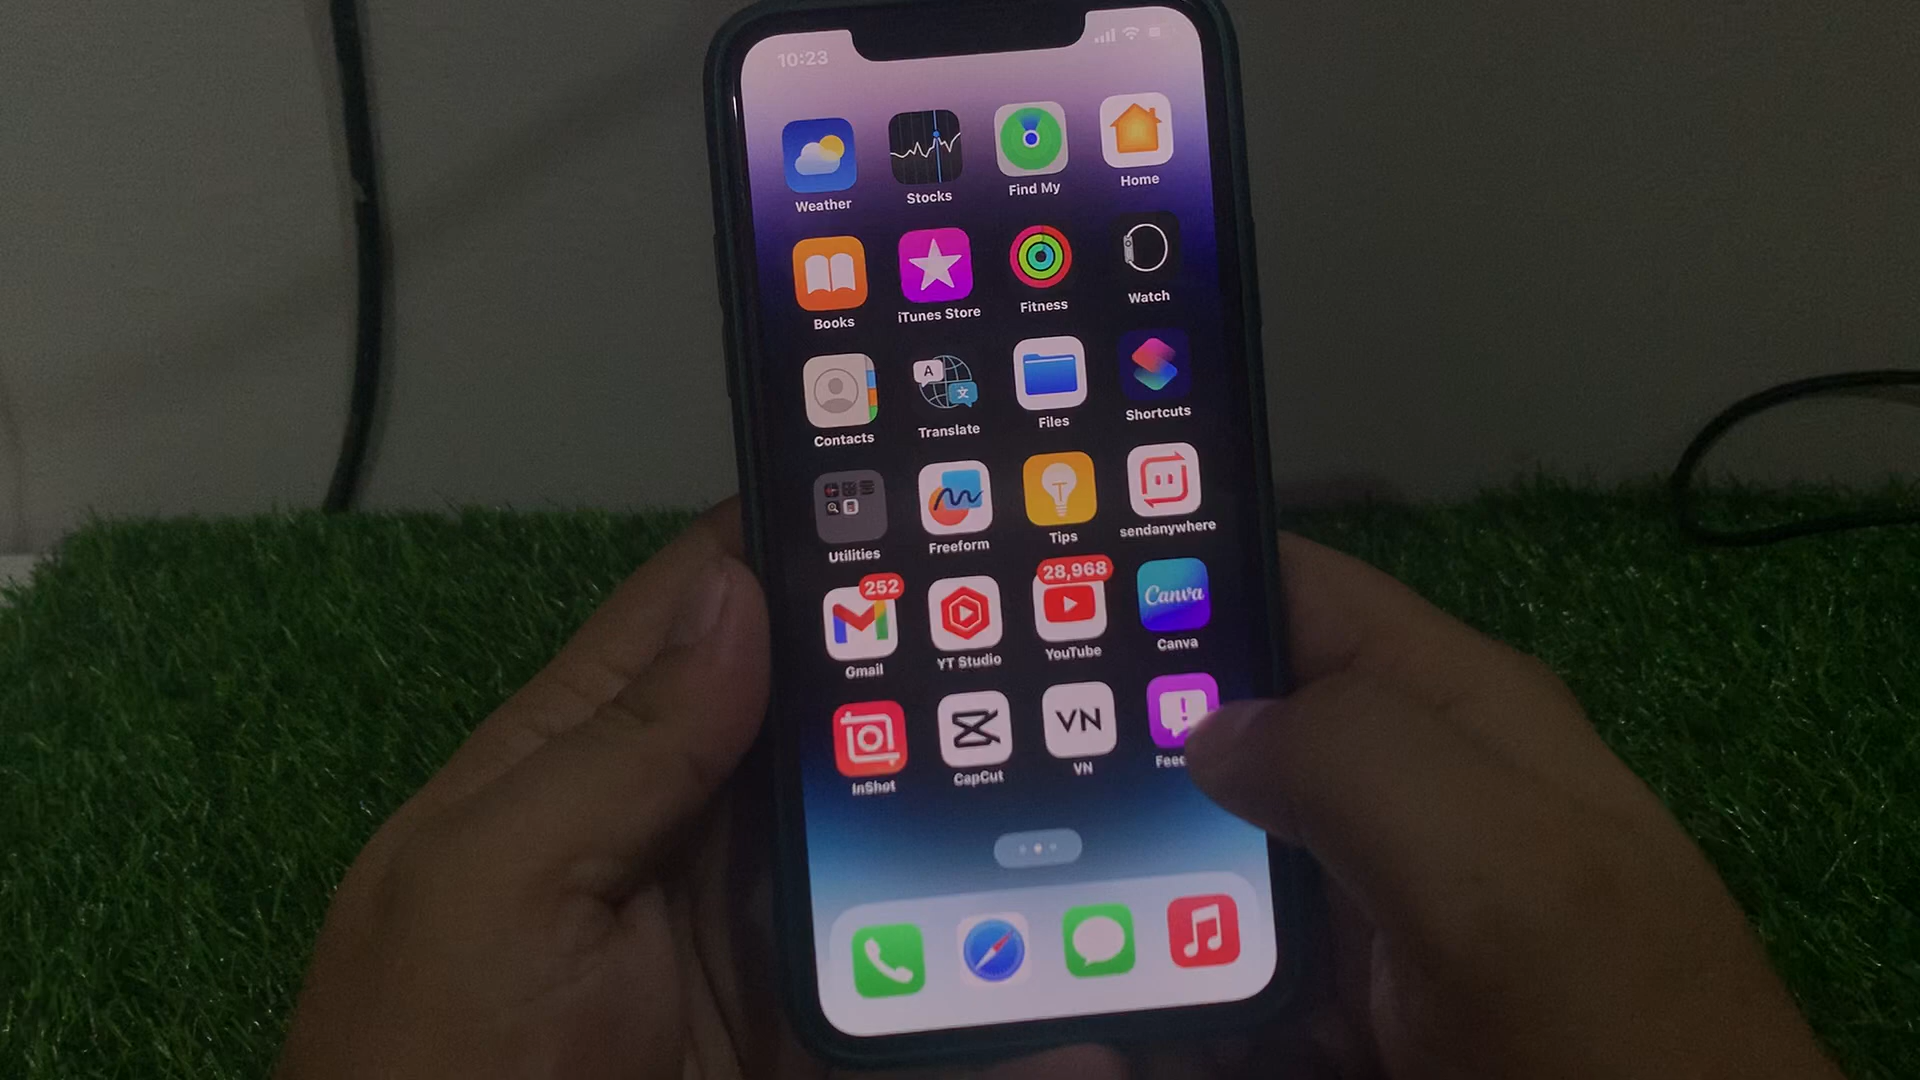 10:23
Weather Stocks Find My Home
Books iTunes Store Fitness Watch
A 文
Contacts Translate Files Shortcuts
Utilities Freeform Tips sendanywhere
252 28,968 Canva
Gmail YT Studio YouTube Canva
VN !
InShot CapCut VN Feed